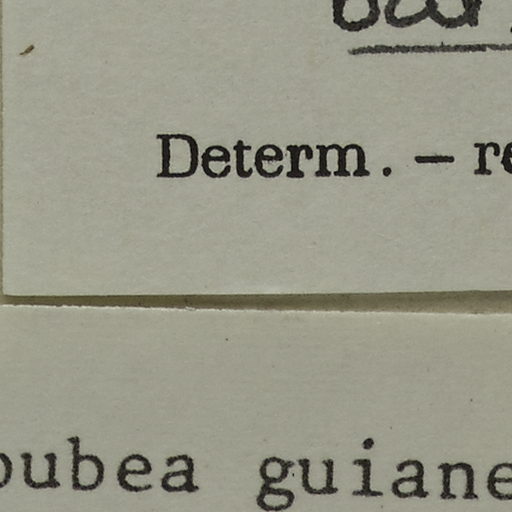 Determ. – re
oubea guiane